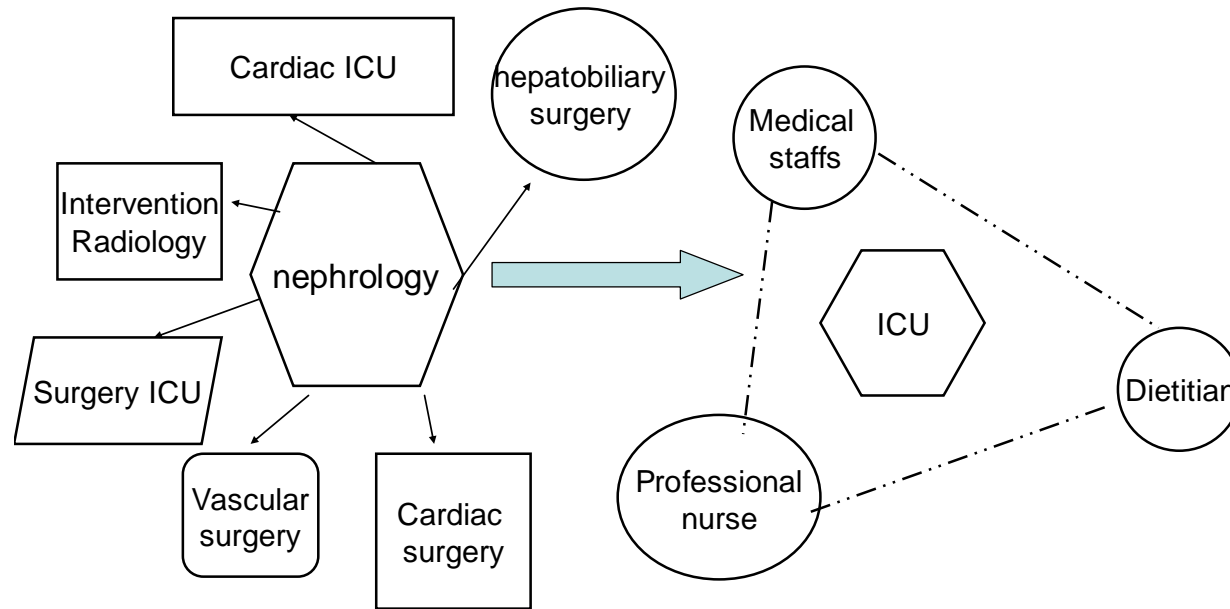 Cardiac ICU
hepatobiliary
surgery
Intervention
Radiology
nephrology
Surgery ICU
Vascular
surgery
Cardiac
surgery
Medical
staffs
ICU
Dietitian
Professional
nurse